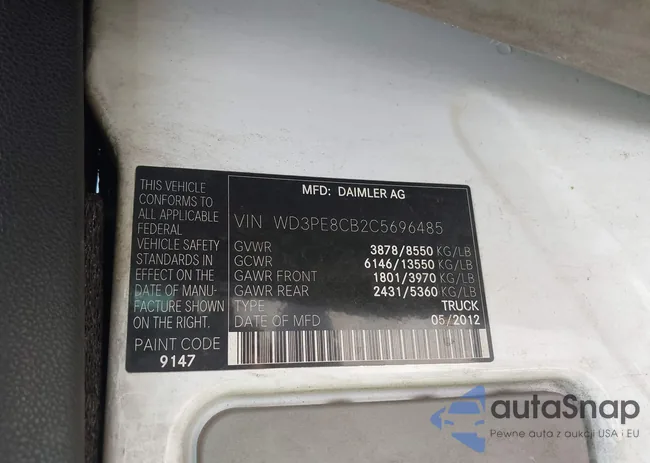 THIS VEHICLE
CONFORMS TO
ALL APPLICABLE
FEDERAL
VEHICLE SAFETY
STANDARDS IN
EFFECT ON THE
DATE OF MANU-
FACTURE SHOWN
ON THE RIGHT.
PAINT CODE
9147
MFD: DAIMLER AG
VIN WD3PE8CB2C5696485
GVWR 3878/8550 KG/LB
GCWR 6146/13550 KG/LB
GAWR FRONT 1801/3970 KG/LB
GAWR REAR 2431/5360 KG/LB
TYPE TRUCK
DATE OF MFD 05/2012
autaSnap
Pewne auta z aukcji USA i EU